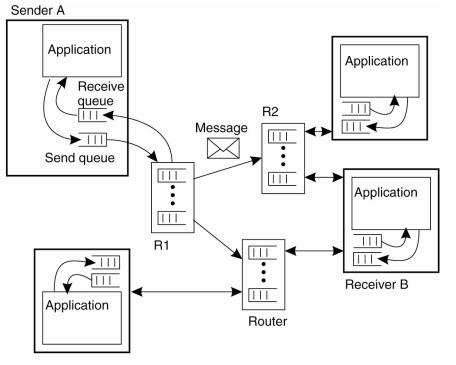 Sender A
Application
Receive
queue
Send queue
R1
Message
R2
Application
Application
Receiver B
Application
Router